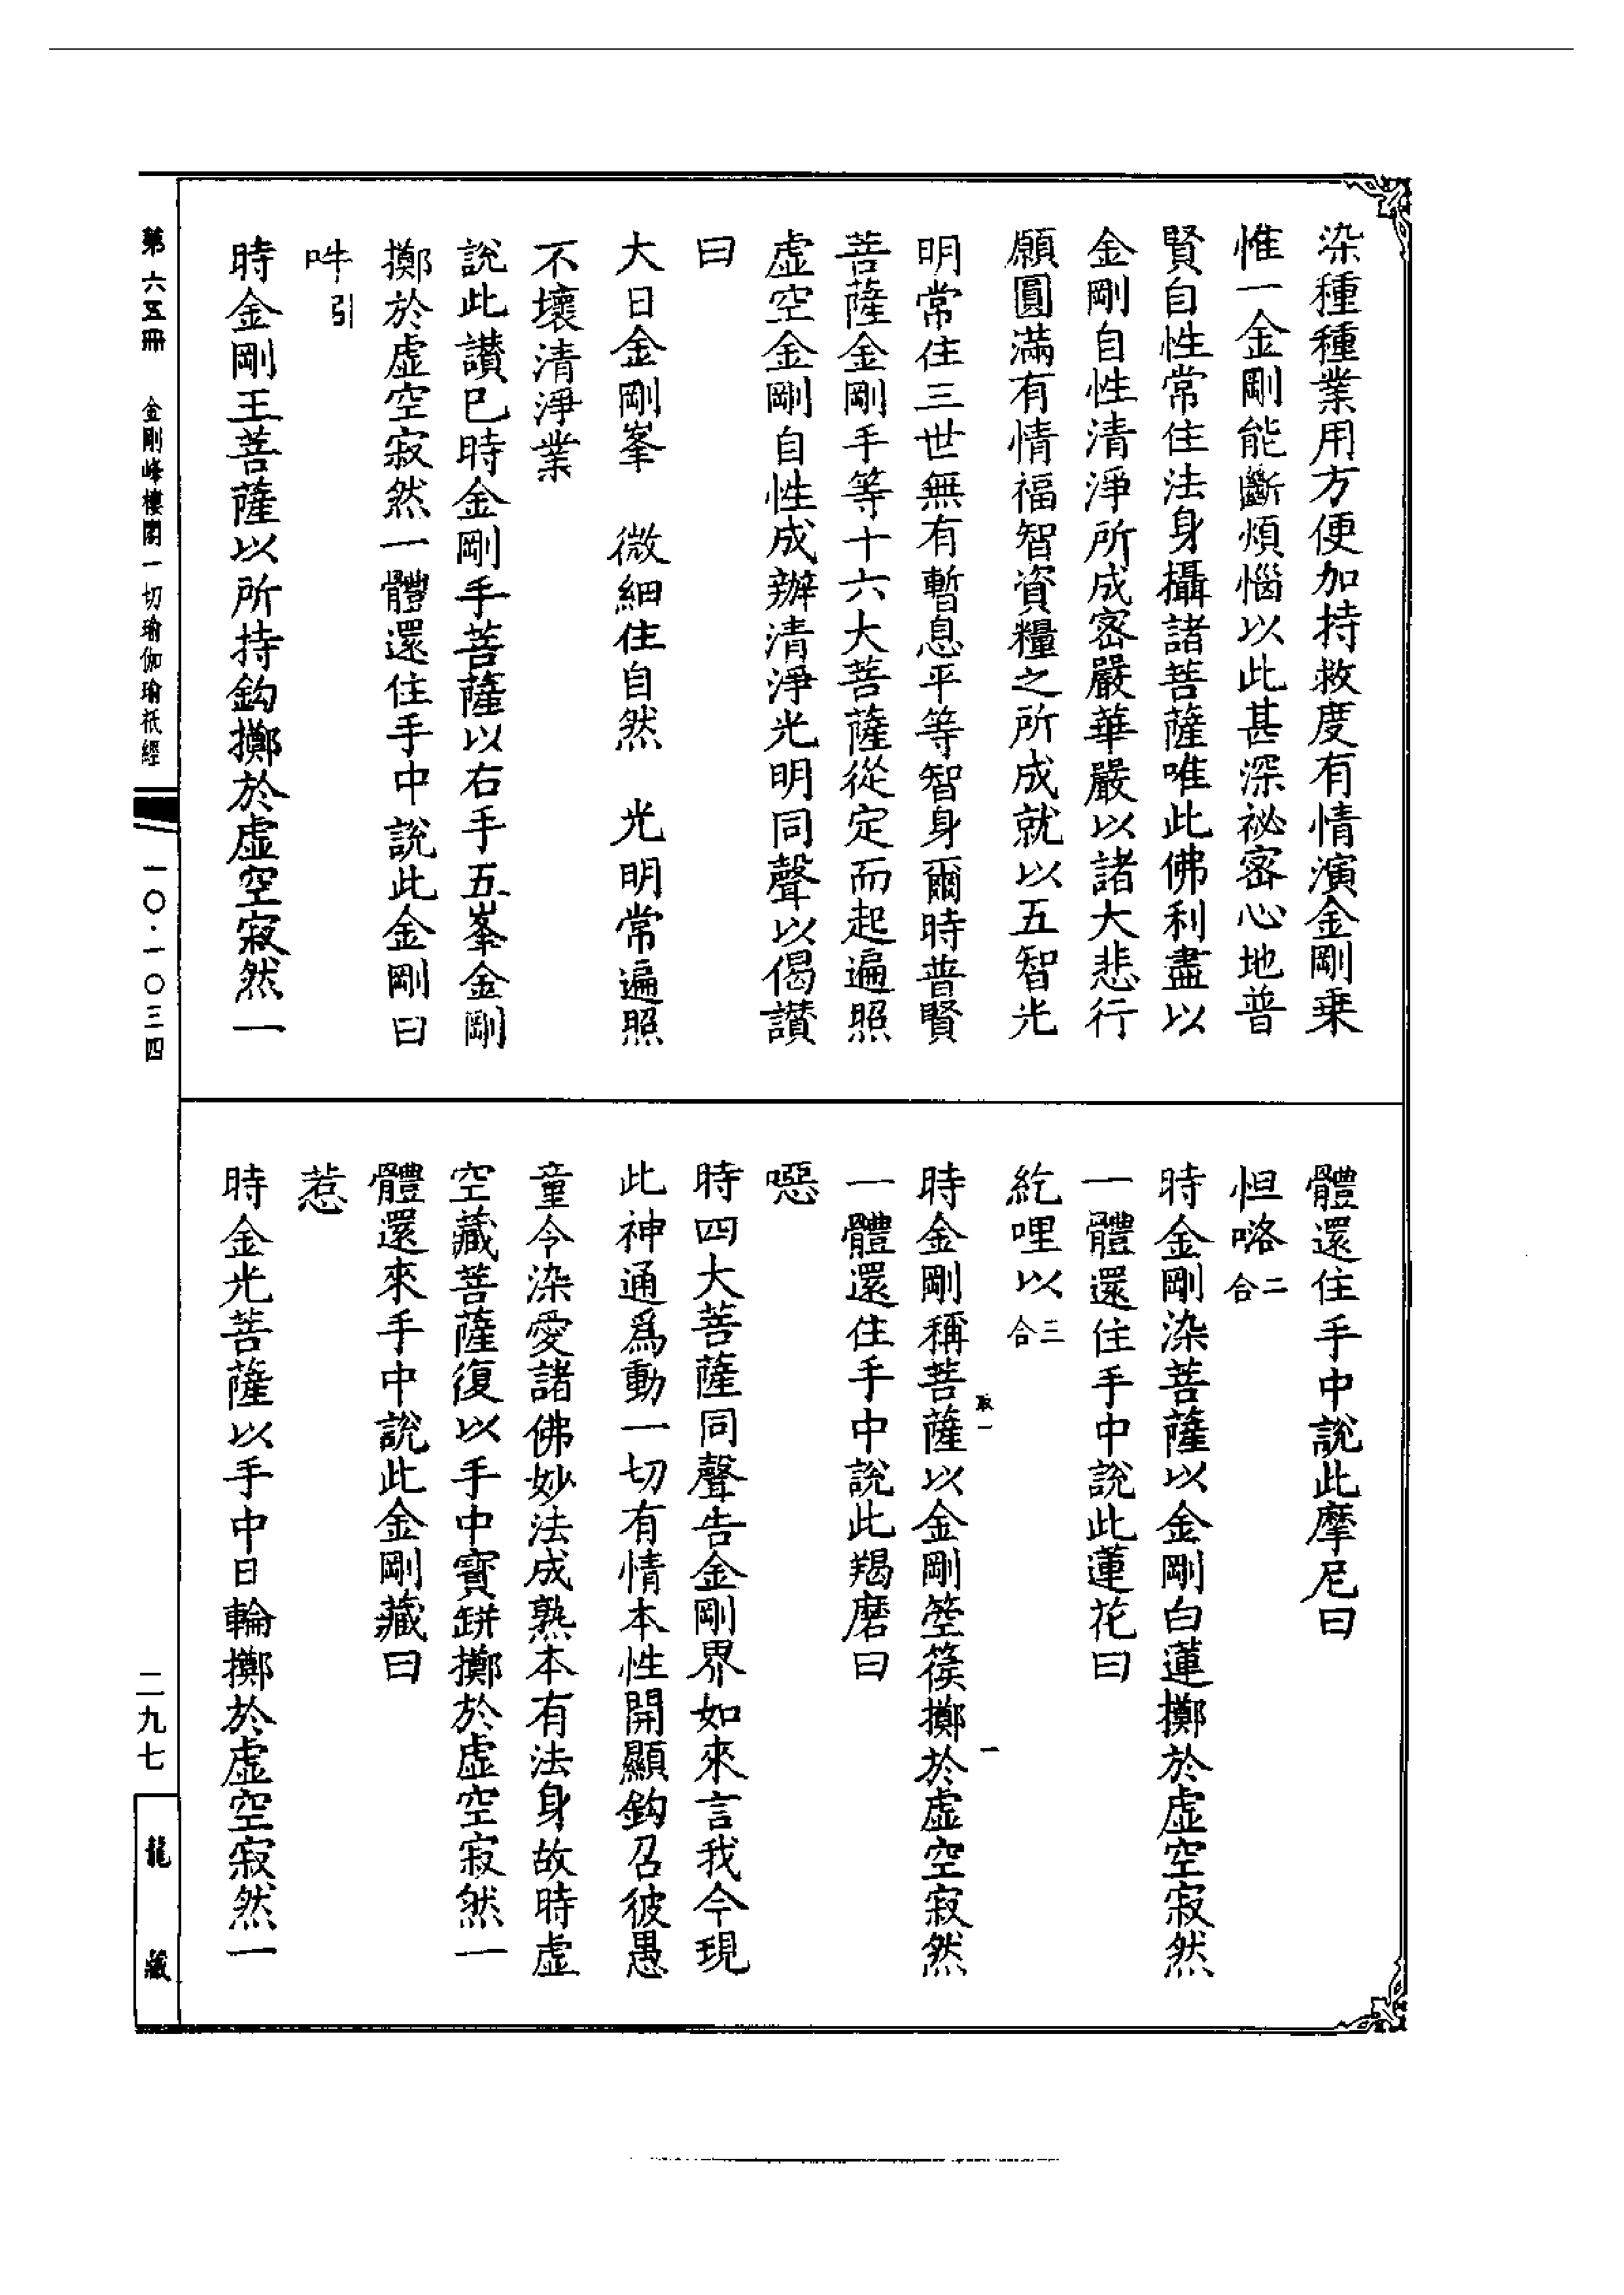 染種種業用方便加持救度有情演金剛乗
惟一金剛能斷煩惱以此甚深祕密心地普
賢自性常住法身攝諸菩薩唯此佛刹盡以
金剛自性清淨所成密嚴華嚴以諸大悲行
願圓滿有情福智資糧之所成就以五智光
明常住三世無有暫息平等智身爾時普賢
菩薩金剛手等十六大菩薩從定而起遍照
虛空金剛自性成辦清淨光明同聲以偈讃
曰
大日金剛峯　微細住自然　光明常遍照
不壞清淨業
說此讃已時金剛手菩薩以右手五峯金剛
擲於虛空寂然一體還住手中說此金剛曰
吽引
時金剛王菩薩以所持鈎擲於虛空寂然一
體還住手中說此摩尼曰
怛咯二合
時金剛染菩薩以金剛白蓮擲於虛空寂然
一體還住手中說此蓮花曰
紇哩以三合
時金剛稱菩薩以金剛箜篌擲於虛空寂然
一體還住手中說此羯磨曰
噁
時四大菩薩同聲告金剛界如來言我今現
此神通爲動一切有情本性開顯鈎召彼愚
童令染愛諸佛妙法成熟本有法身故時虛
空藏菩薩復以手中寶缾擲於虛空寂然一
體還來手中說此金剛藏曰
惹
時金光菩薩以手中日輪擲於虛空寂然一
第六五冊　金剛峰樓閣一切瑜伽瑜祇經　一〇·一〇三四
二九七
龍藏